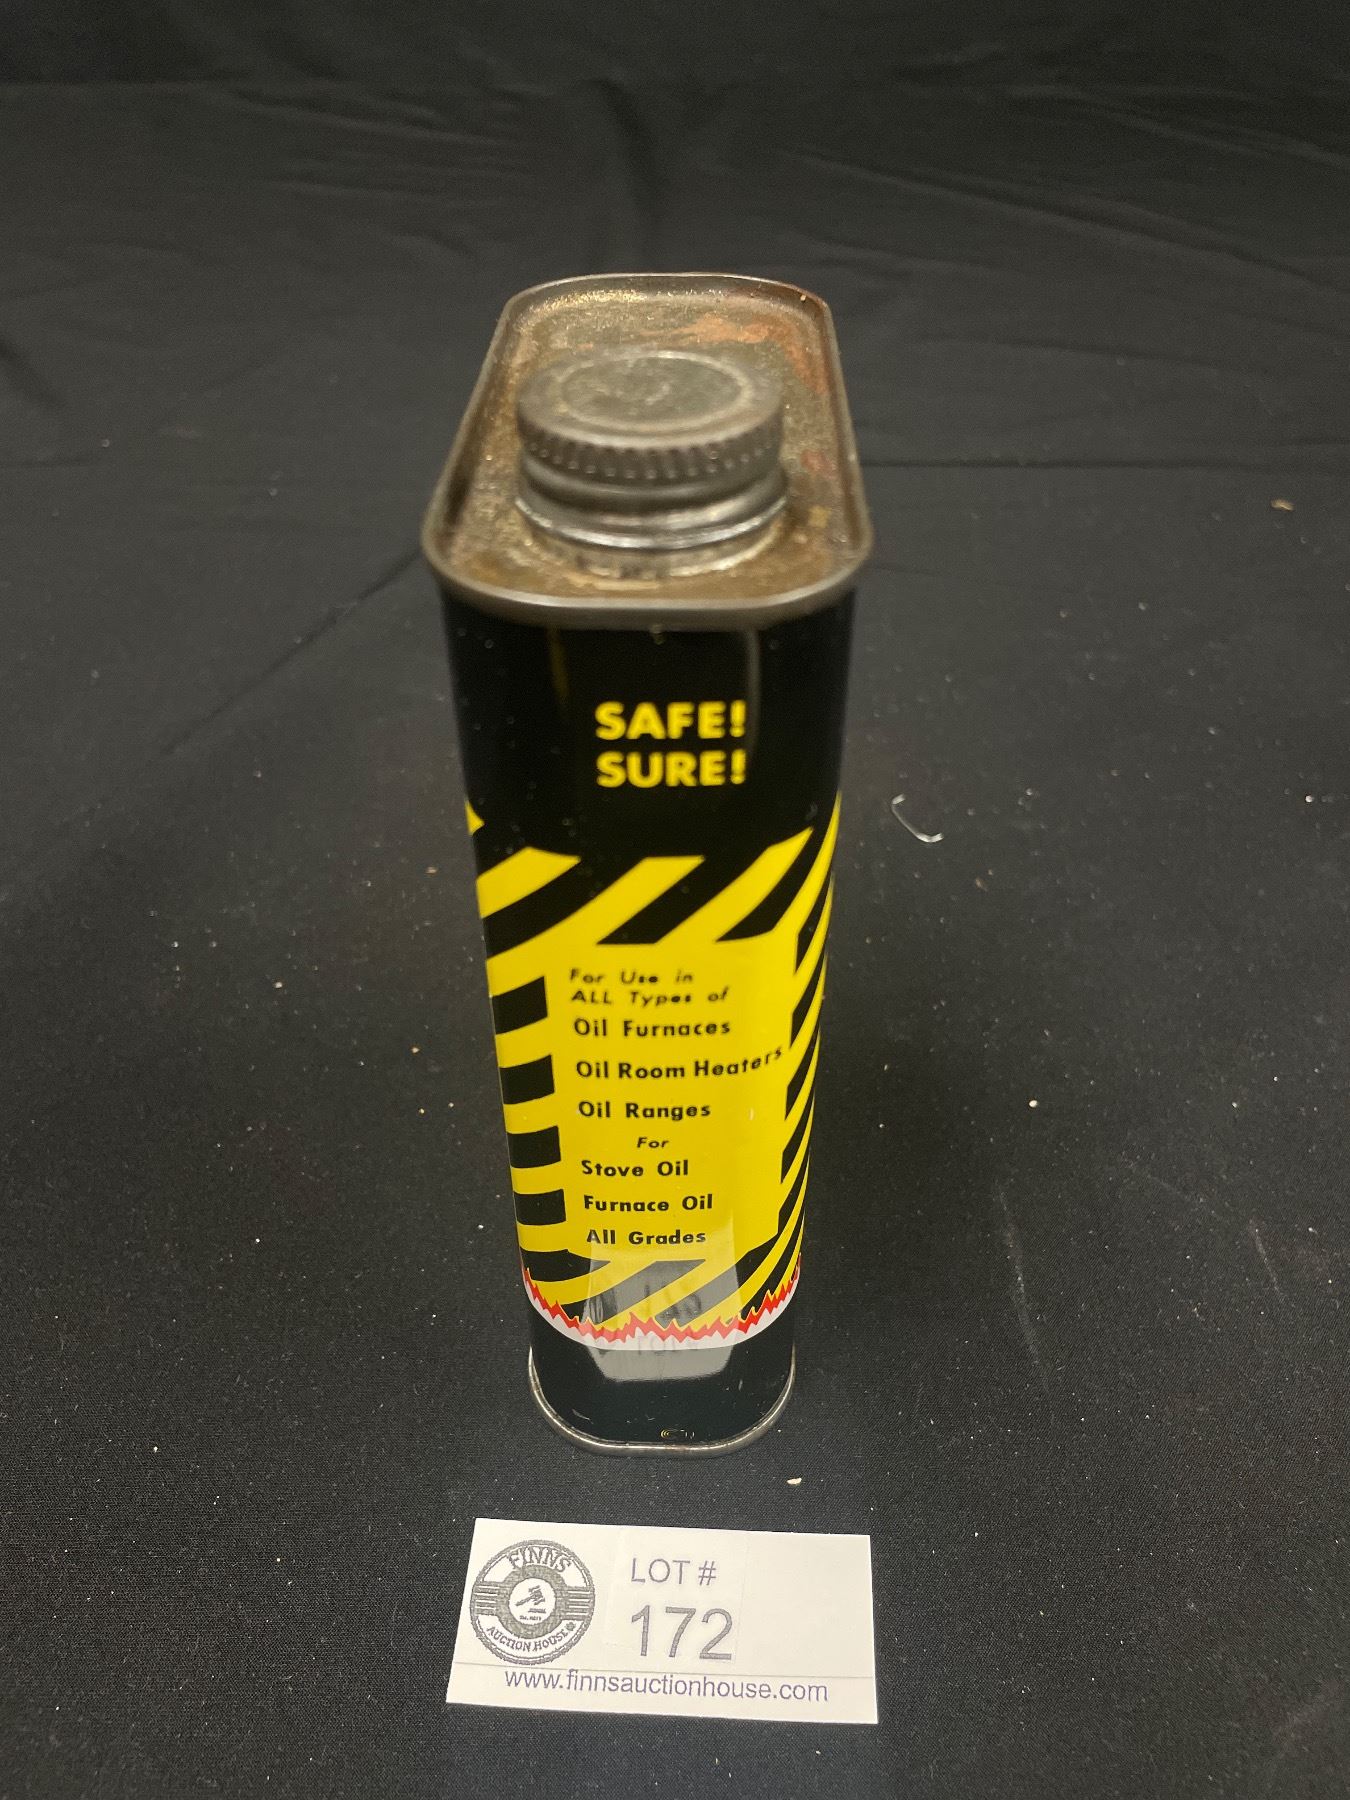 SAFE!
SURE!
For Use in
ALL Types of
Oil Furnaces
Oil Room Heaters
Oil Ranges
For
Stove Oil
Furnace Oil
All Grades
FINNS
AUCTION HOUSE
LOT #
172
www.finnsauctionhouse.com